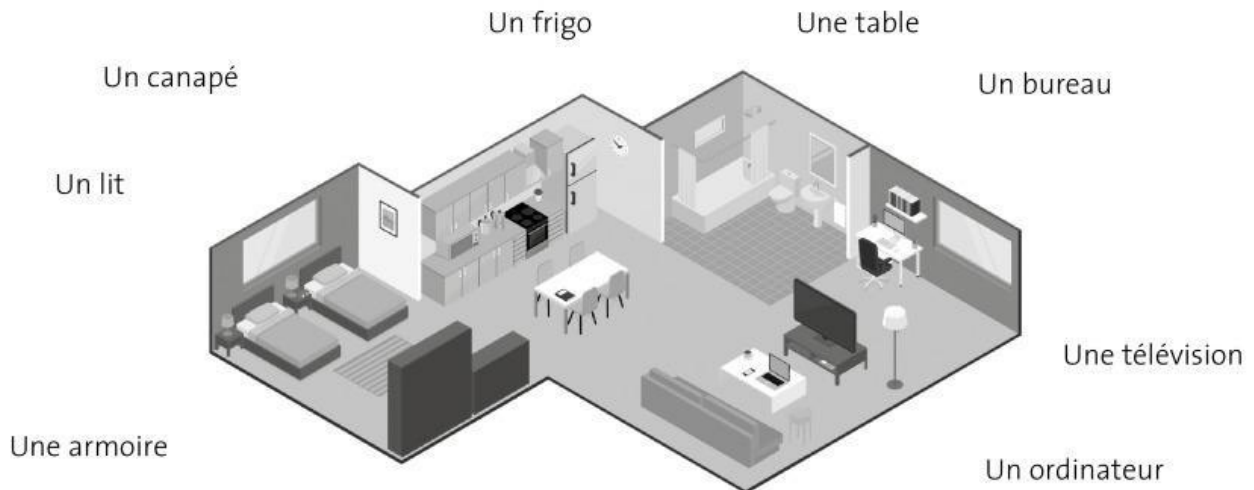 Un frigo
Une table
Un canapé
Un bureau
Un lit
Une télévision
Une armoire
Un ordinateur